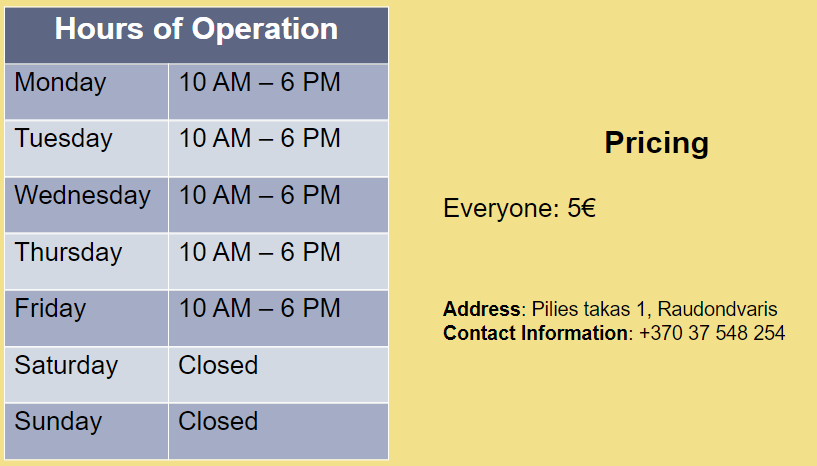 Hours of Operation
Monday 10 AM – 6 PM
Tuesday 10 AM – 6 PM
Wednesday 10 AM – 6 PM
Thursday 10 AM – 6 PM
Friday 10 AM – 6 PM
Saturday Closed
Sunday Closed
Pricing
Everyone: 5€
Address: Pilies takas 1, Raudondvaris
Contact Information: +370 37 548 254